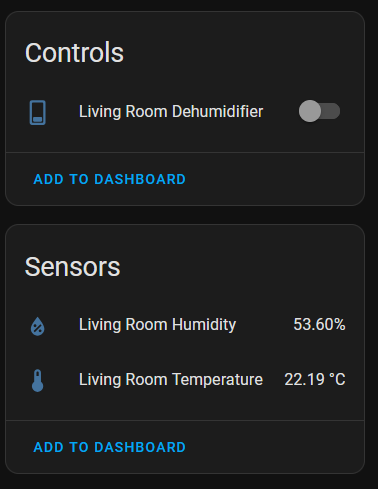 Controls
Living Room Dehumidifier
ADD TO DASHBOARD
Sensors
Living Room Humidity 53.60%
Living Room Temperature 22.19 °C
ADD TO DASHBOARD